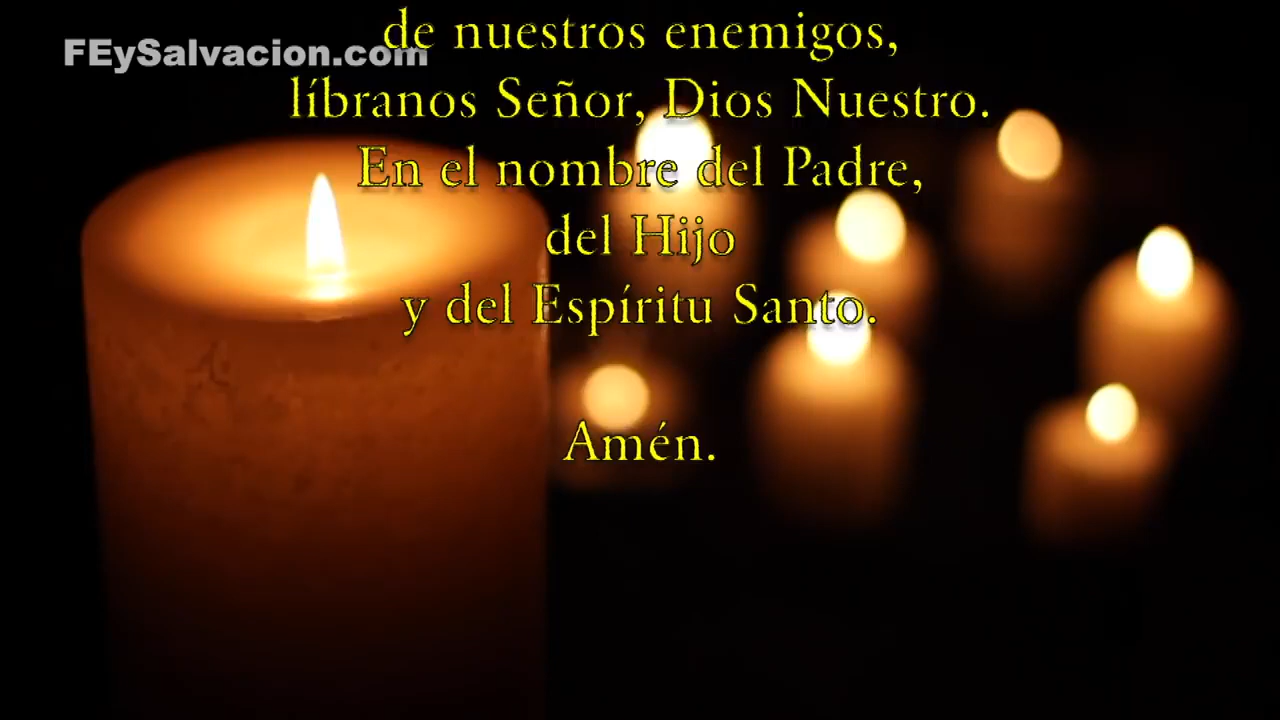 FEySalvacion.com
de nuestros enemigos,
líbranos Señor, Dios Nuestro.
En el nombre del Padre,
del Hijo
y del Espíritu Santo.
Amén.